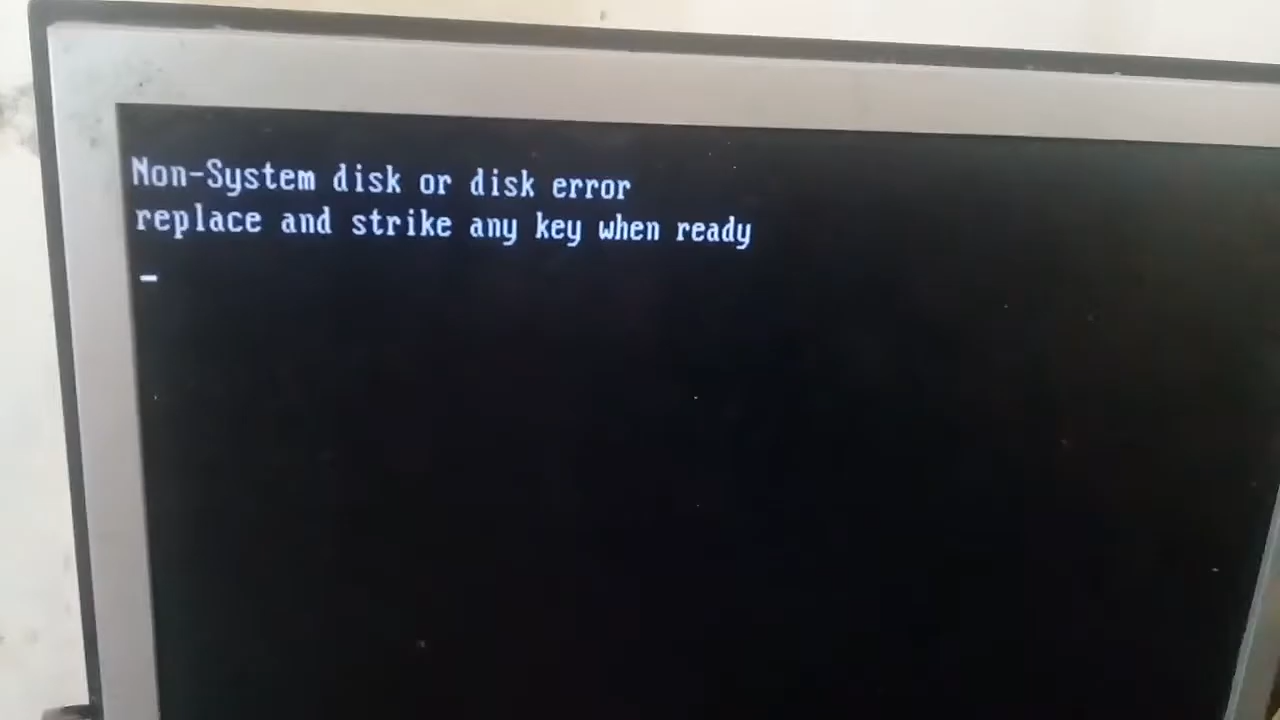 Non-System disk or disk error
replace and strike any key when ready